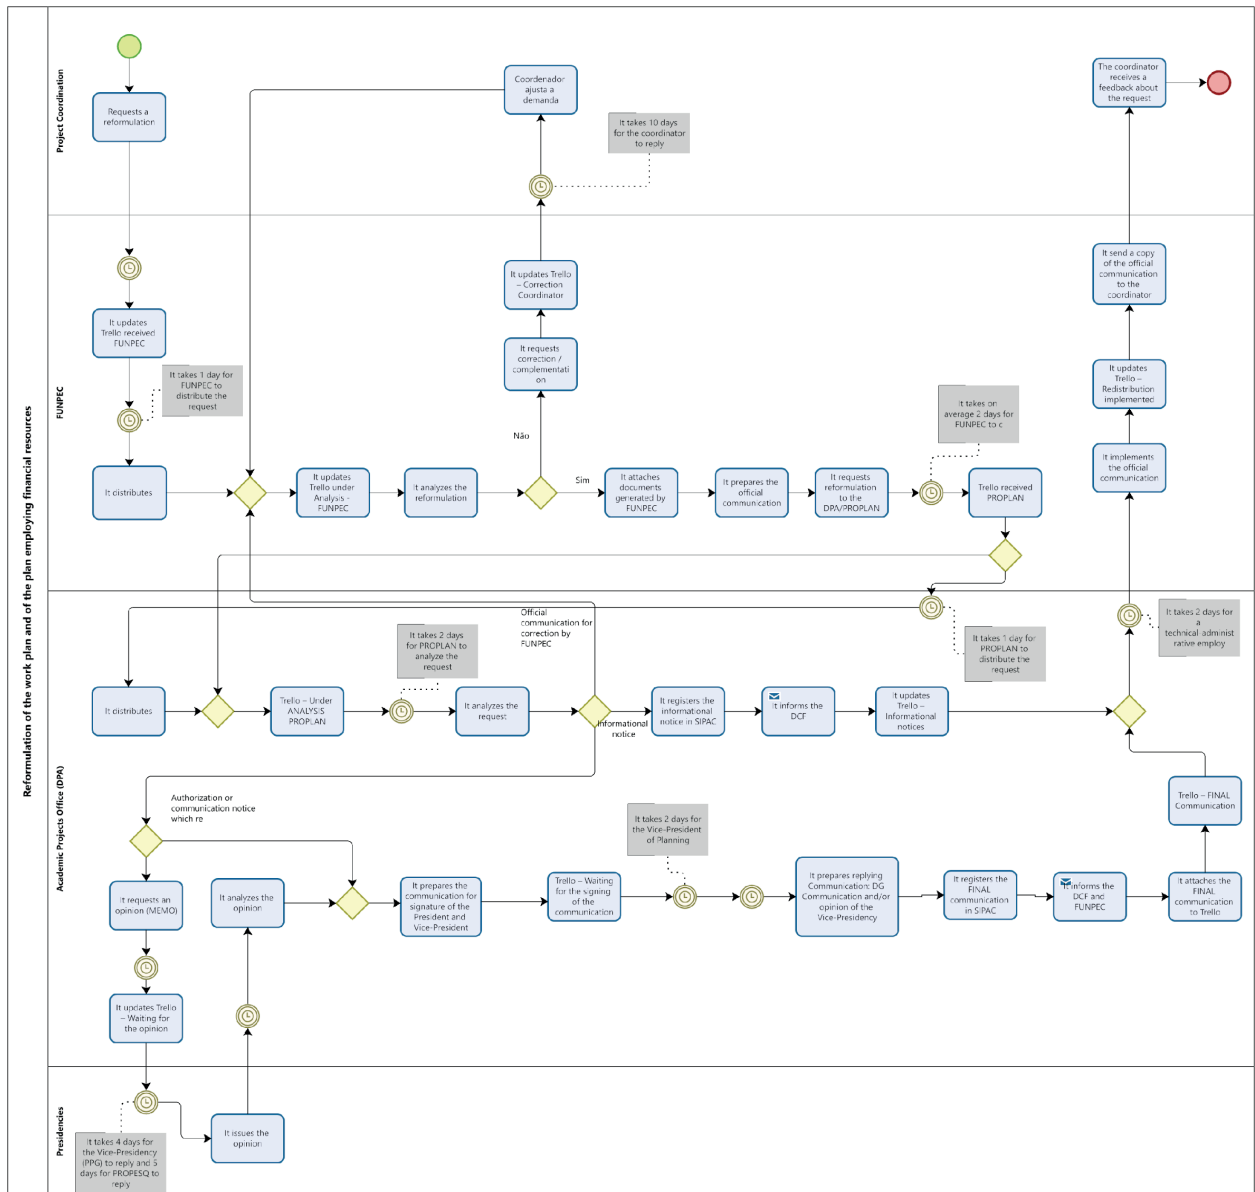 Reformulation of the work plan and of the plan employing financial resources
Project Coordination
Requests a
reformulation
Coordenador
ajusta a
demanda
It takes 10 days
for the coordinator
to reply
The coordinator
receives a
feedback about
the request
FUNPEC
It updates
Trello received
FUNPEC
It takes 1 day for
FUNPEC to
distribute the
request
It distributes
It updates
Trello under
Analysis -
FUNPEC
It analyzes the
reformulation
It updates Trello
– Correction
Coordinator
It requests
correction /
complementati
on
Não
Sim
It attaches
documents
generated by
FUNPEC
It prepares the
official
communication
It requests
reformulation
to the
DPA/PROPLAN
It takes on
average 2 days for
FUNPEC to c
Trello received
PROPLAN
It send a copy
of the official
communication
to the
coordinator
It updates
Trello –
Redistribution
implemented
It implements
the official
communication
Academic Projects Office (DPA)
Official
communication for
correction by
FUNPEC
It takes 2 days
for PROPLAN to
analyze the
request
It takes 1 day for
PROPLAN to
distribute the
request
It takes 2 days for
a
technical-administ
rative employ
It distributes
Trello – Under
ANALYSIS
PROPLAN
It analyzes the
request
Informational
notice
It registers the
informational
notice in SIPAC
It informs the
DCF
It updates
Trello –
Informational
notices
Authorization or
communication notice
which re
It takes 2 days for
the Vice-President
of Planning
Trello – FINAL
Communication
It requests an
opinion (MEMO)
It analyzes the
opinion
It prepares the
communication for
signature of the
President and
Vice-President
Trello – Waiting
for the signing
of the
communication
It prepares replying
Communication: DG
Communication and/or
opinion of the
Vice-Presidency
It registers the
FINAL
communication
in SIPAC
It informs the
DCF and
FUNPEC
It attaches the
FINAL
communication
to Trello
It updates Trello
– Waiting for
the opinion
Presidencies
It takes 4 days for
the Vice-Presidency
(PPG) to reply and 5
days for PROPESQ to
reply
It issues the
opinion